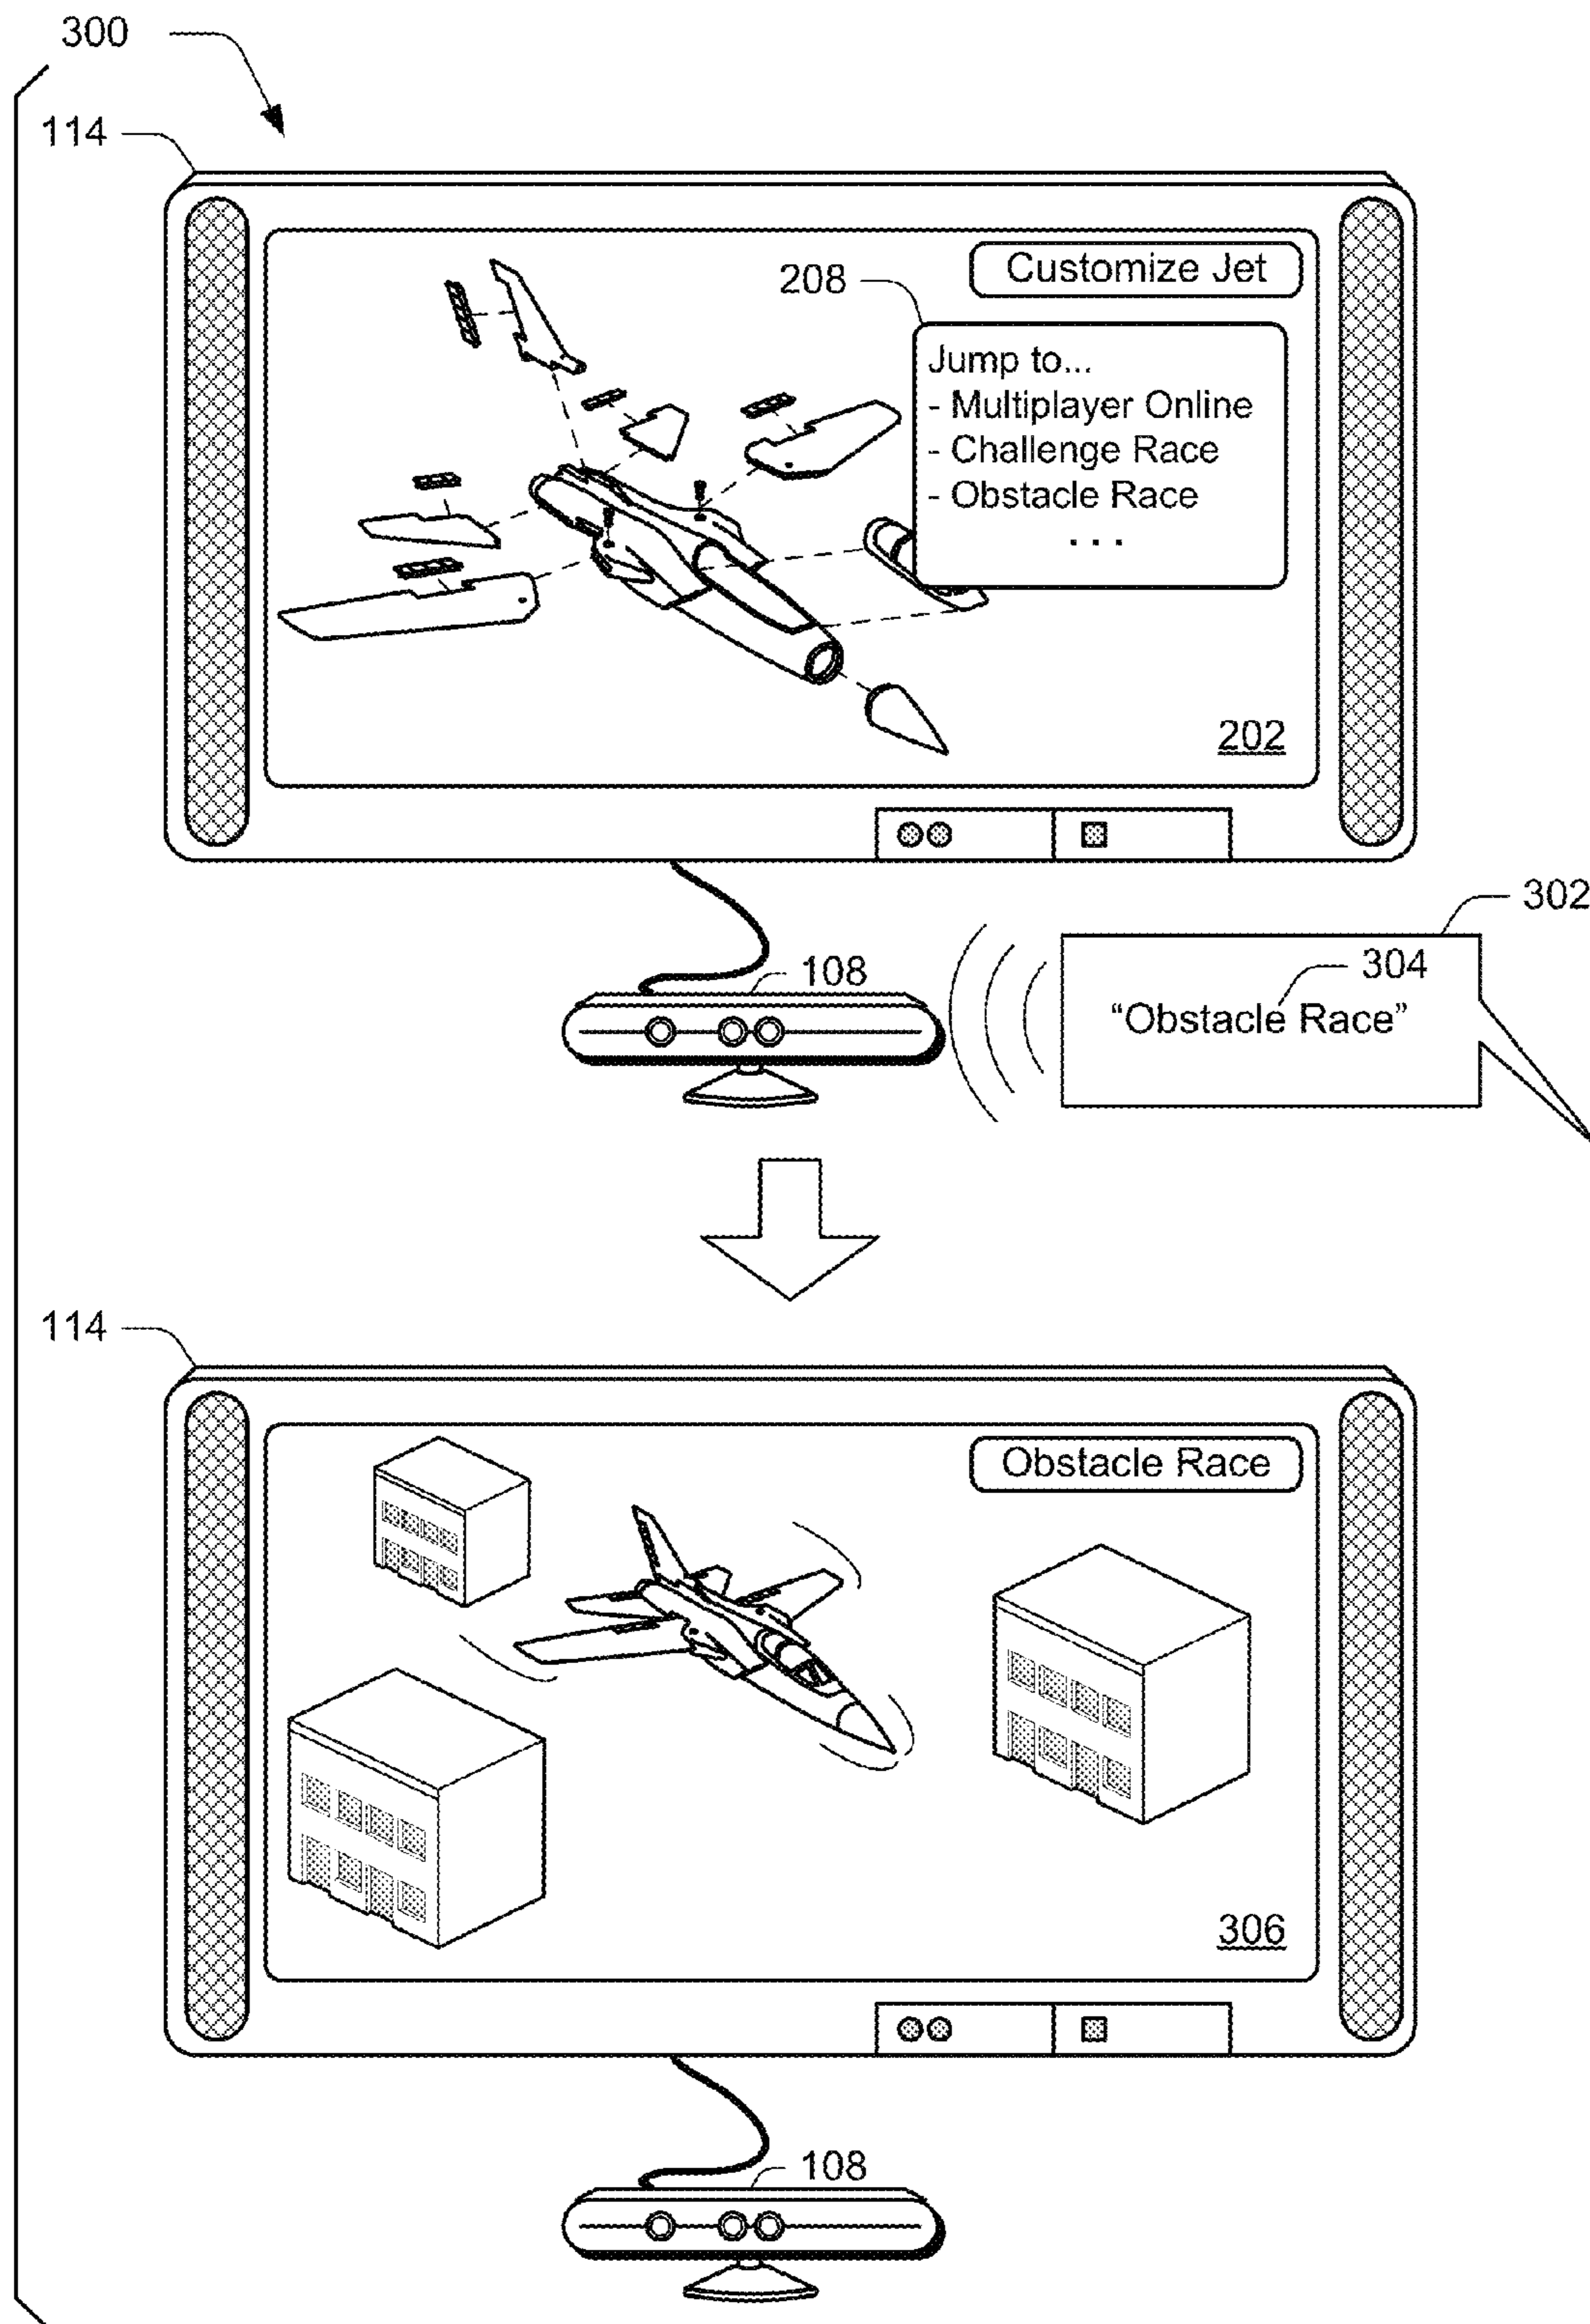 300
114
Customize Jet
208
Jump to...
- Multiplayer Online
- Challenge Race
- Obstacle Race
. . .
202
302
108
304
“Obstacle Race”
114
Obstacle Race
306
108